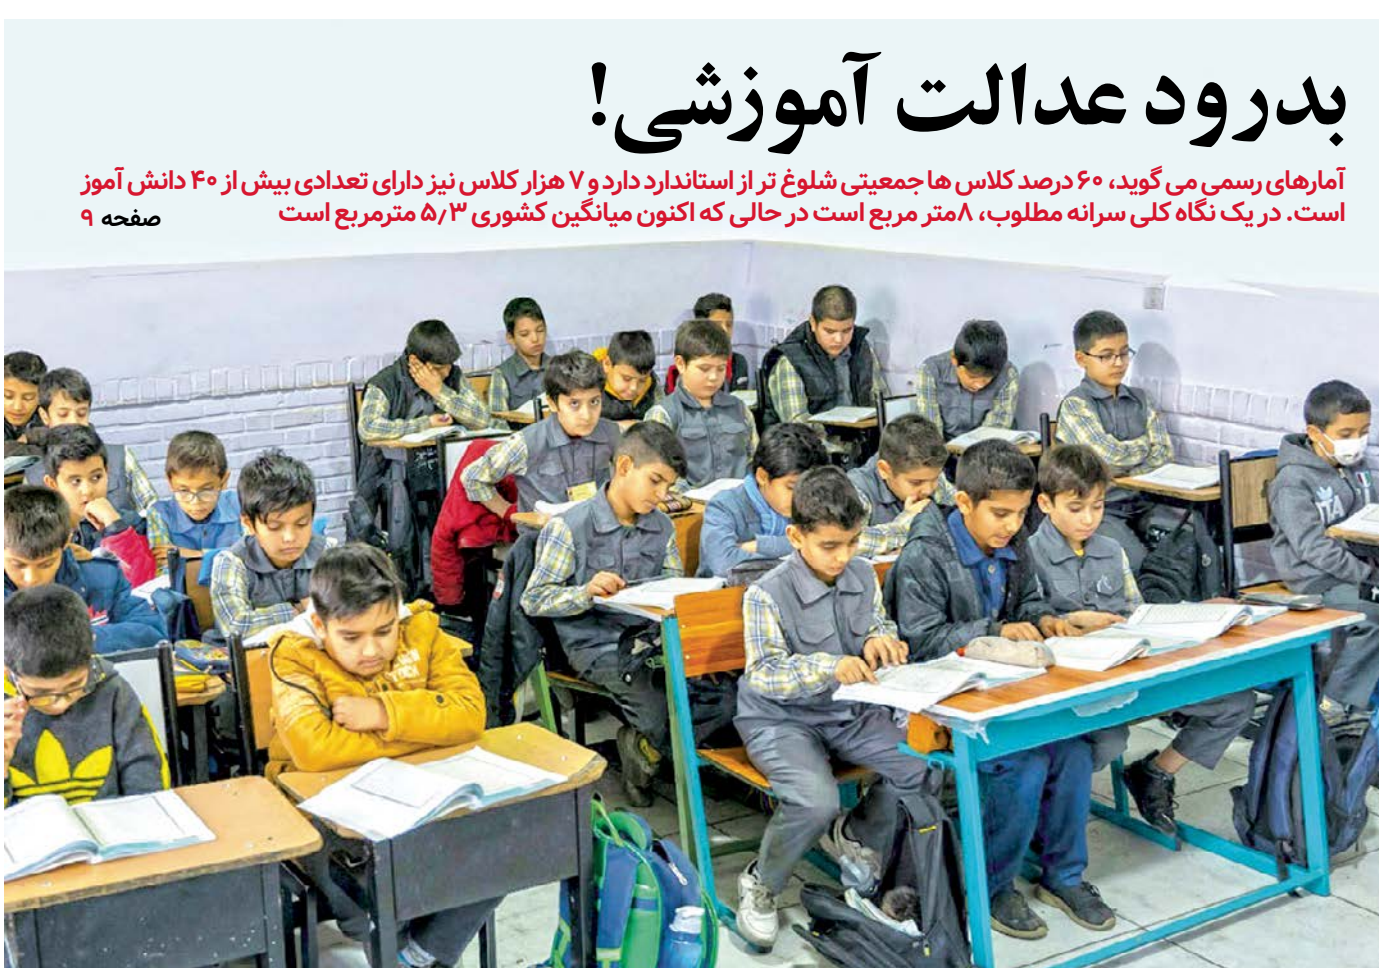 بدرود عدالت آموزشی!
آمارهای رسمی می گوید، ۶۰ درصد کلاس ها جمعیتی شلوغ تر از استاندارد دارد و ۷ هزار کلاس نیز دارای تعدادی بیش از ۴۰ دانش آموز
است. در یک نگاه کلی سرانه مطلوب، ۸متر مربع است در حالی که اکنون میانگین کشوری ۵٫۳ مترمربع است
صفحه ۹